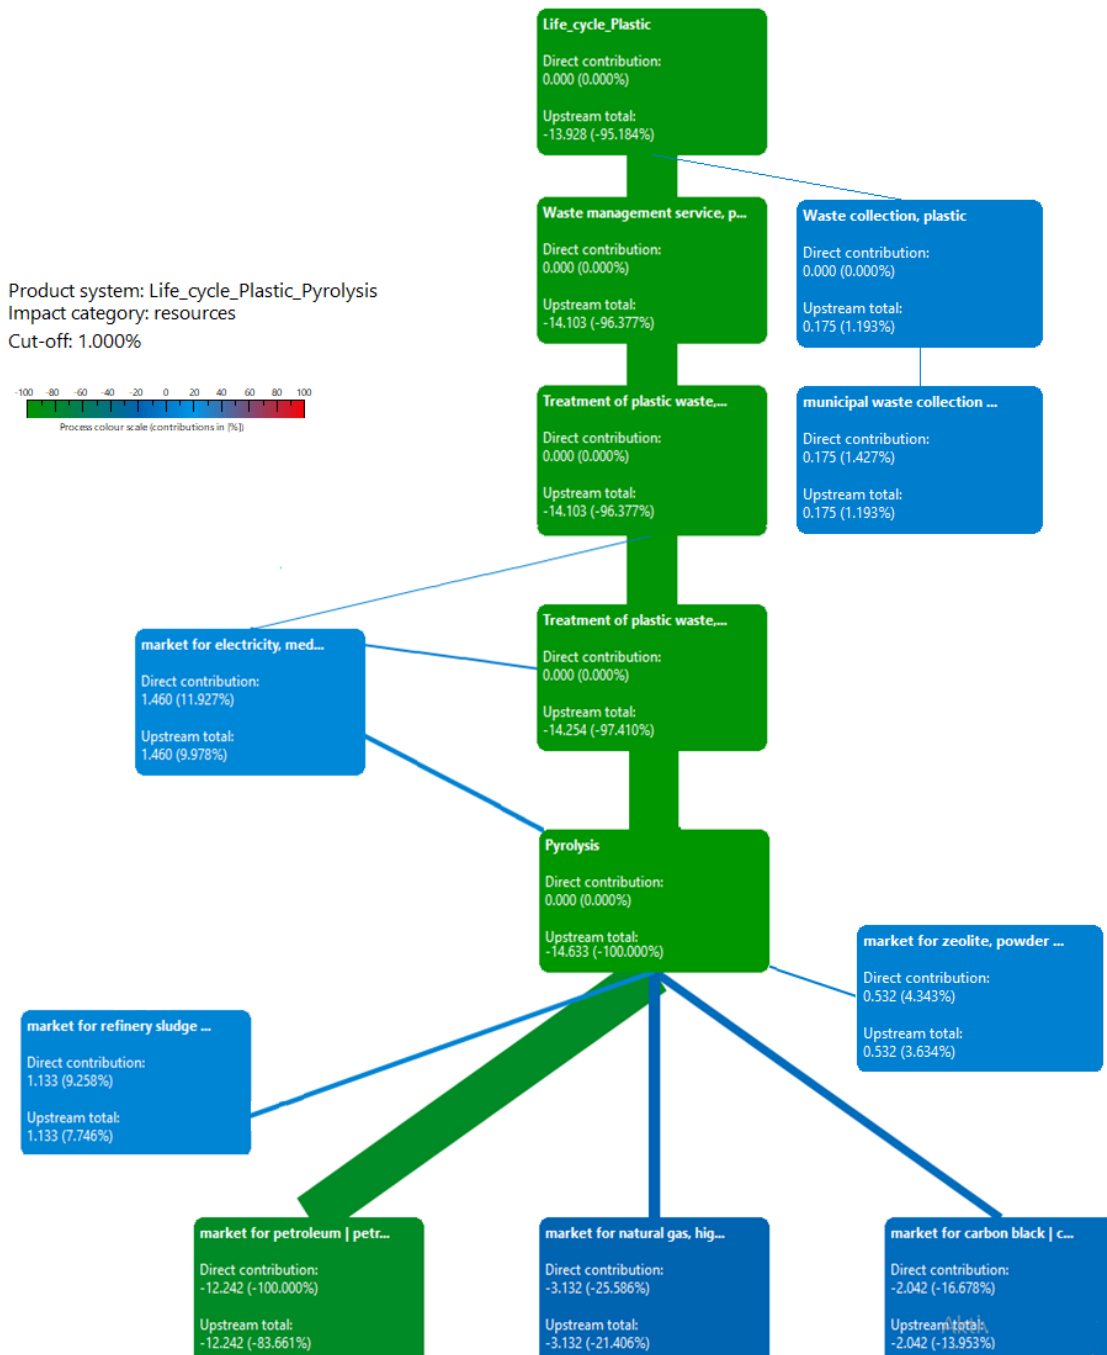 Life_cycle_Plastic
Direct contribution:
0.000 (0.000%)
Upstream total:
-13.928 (-95.184%)
Waste management service, p...
Direct contribution:
0.000 (0.000%)
Upstream total:
-14.103 (-96.377%)
Waste collection, plastic
Direct contribution:
0.000 (0.000%)
Upstream total:
0.175 (1.193%)
Product system: Life_cycle_Plastic_Pyrolysis
Impact category: resources
Cut-off: 1.000%
-100 -80 -60 -40 -20 0 20 40 60 80 100
Process colour scale (contributions in [%])
Treatment of plastic waste,...
Direct contribution:
0.000 (0.000%)
Upstream total:
-14.103 (-96.377%)
municipal waste collection ...
Direct contribution:
0.175 (1.427%)
Upstream total:
0.175 (1.193%)
market for electricity, med...
Direct contribution:
1.460 (11.927%)
Upstream total:
1.460 (9.978%)
Treatment of plastic waste,...
Direct contribution:
0.000 (0.000%)
Upstream total:
-14.254 (-97.410%)
Pyrolysis
Direct contribution:
0.000 (0.000%)
Upstream total:
-14.633 (-100.000%)
market for zeolite, powder ...
Direct contribution:
0.532 (4.343%)
Upstream total:
0.532 (3.634%)
market for refinery sludge ...
Direct contribution:
1.133 (9.258%)
Upstream total:
1.133 (7.746%)
market for petroleum | petr...
Direct contribution:
-12.242 (-100.000%)
Upstream total:
-12.242 (-83.661%)
market for natural gas, hig...
Direct contribution:
-3.132 (-25.586%)
Upstream total:
-3.132 (-21.406%)
market for carbon black | c...
Direct contribution:
-2.042 (-16.678%)
Upstream total:
-2.042 (-13.953%)